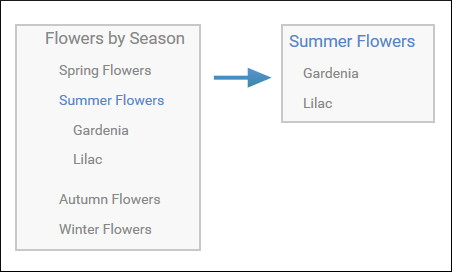 Flowers by Season
Spring Flowers
Summer Flowers
Gardenia
Lilac
Autumn Flowers
Winter Flowers
Summer Flowers
Gardenia
Lilac